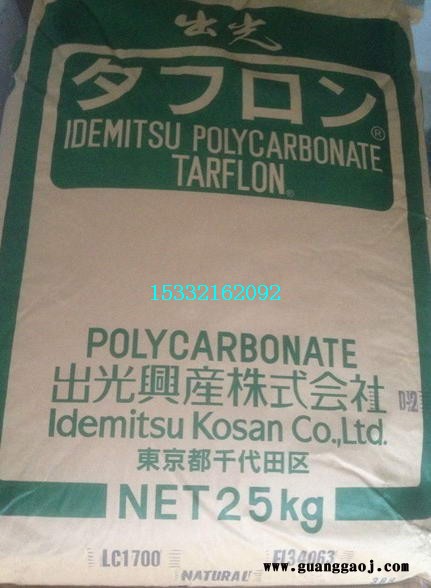 出光
タフロン®
IDEMITSU POLYCARBONATE
TARFLON®
15332162092
POLYCARBONATE
出光興産株式会社
Idemitsu Kosan Co.,Ltd.
東京都千代田区
NET 25kg
LC1700
NATURAL
www.guanggaoj.com